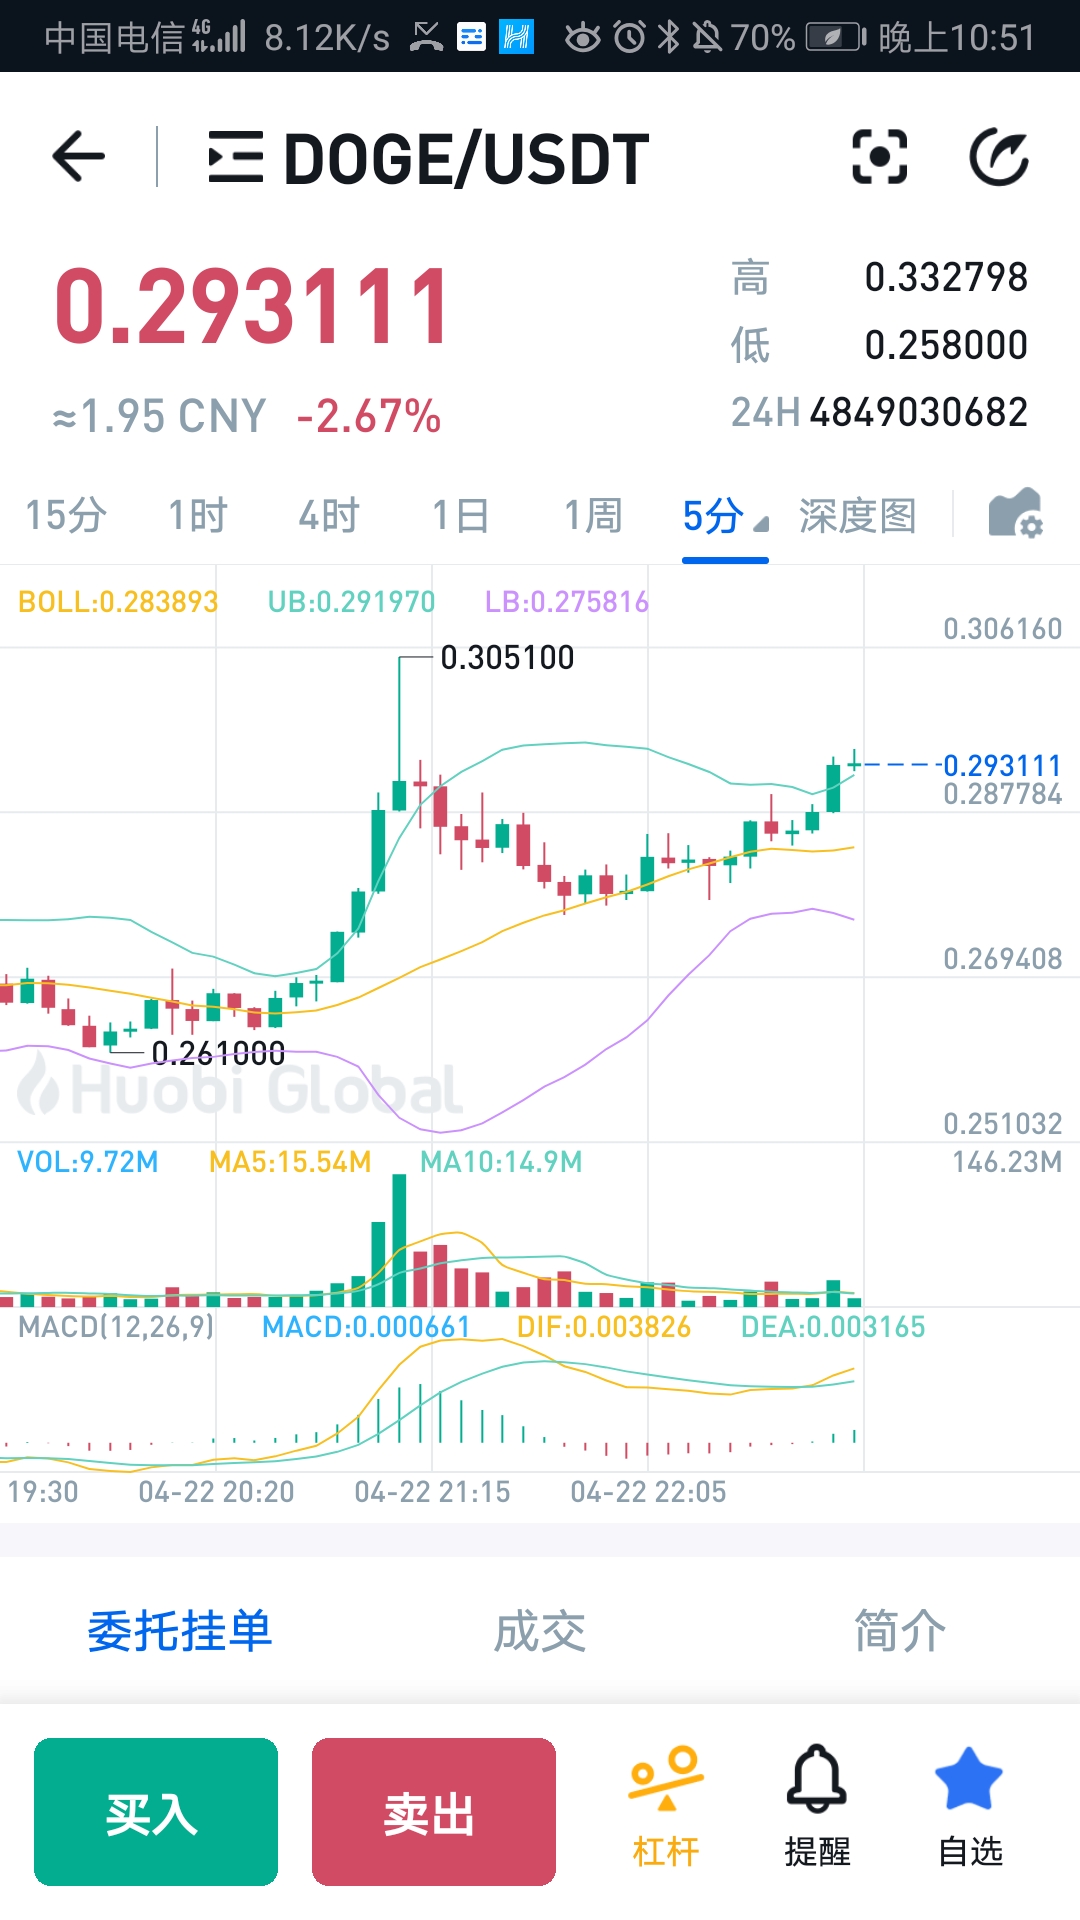 中国电信 4G 8.12K/s 70% 晚上10:51
DOGE/USDT
0.293111
≈1.95 CNY -2.67%
高 0.332798
低 0.258000
24H 4849030682
15分 1时 4时 1日 1周 5分 深度图
BOLL:0.283893 UB:0.291970 LB:0.275816
0.306160
0.305100
0.293111
0.287784
0.269408
0.261000
Huobi Global
0.251032
VOL:9.72M MA5:15.54M MA10:14.9M 146.23M
MACD(12,26,9) MACD:0.000661 DIF:0.003826 DEA:0.003165
19:30 04-22 20:20 04-22 21:15 04-22 22:05
委托挂单 成交 简介
买入 卖出 杠杆 提醒 自选